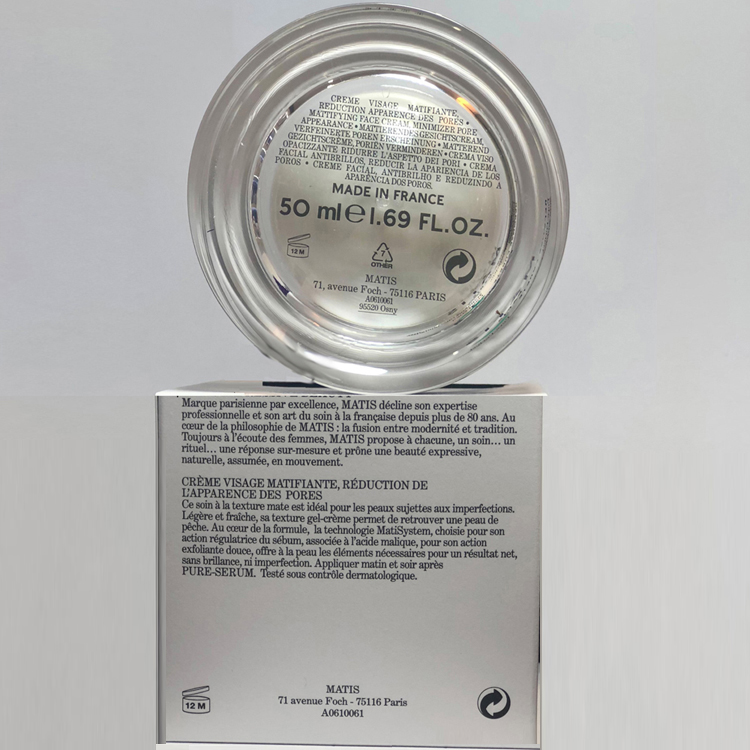 CREME VISAGE MATIFIANTE,
REDUCTION APPARENCE DES PORES •
MATTIFYING FACE CREAM, MINIMIZER PORE
APPEARANCE • MATTIERENDES GESICHTSCREAM,
VERFEINERTE POREN ERSCHEINUNG • MATTEREND
GEZICHTSCRÈME, PORIËN VERMINDEREN • CREMA VISO
OPACIZZANTE RIDURRE L'ASPETTO DEI PORI • CREMA
FACIAL ANTIBRILLOS, REDUCIR LA APARIENCIA DE LOS
POROS • CREME FACIAL, ANTIBRILHO E REDUZINDO A
APARÊNCIA DOS POROS.
MADE IN FRANCE
50 ml e 1.69 FL.OZ.
12 M
7
OTHER
MATIS
71, avenue Foch - 75116 PARIS
A0610061
95520 Osny
Marque parisienne par excellence, MATIS décline son expertise
professionnelle et son art du soin à la française depuis plus de 80 ans. Au
cœur de la philosophie de MATIS : la fusion entre modernité et tradition.
Toujours à l'écoute des femmes, MATIS propose à chacune, un soin... un
rituel... une réponse sur-mesure et prône une beauté expressive,
naturelle, assumée, en mouvement.
CRÈME VISAGE MATIFIANTE, RÉDUCTION DE
L'APPARENCE DES PORES
Ce soin à la texture mate est idéal pour les peaux sujettes aux imperfections.
Légère et fraîche, sa texture gel-crème permet de retrouver une peau de
pêche. Au cœur de la formule, la technologie MatiSystem, choisie pour son
action régulatrice du sébum, associée à l'acide malique, pour son action
exfoliante douce, offre à la peau les éléments nécessaires pour un résultat net,
sans brillance, ni imperfection. Appliquer matin et soir après
PURE-SERUM. Testé sous contrôle dermatologique.
12 M
MATIS
71 avenue Foch - 75116 Paris
A0610061